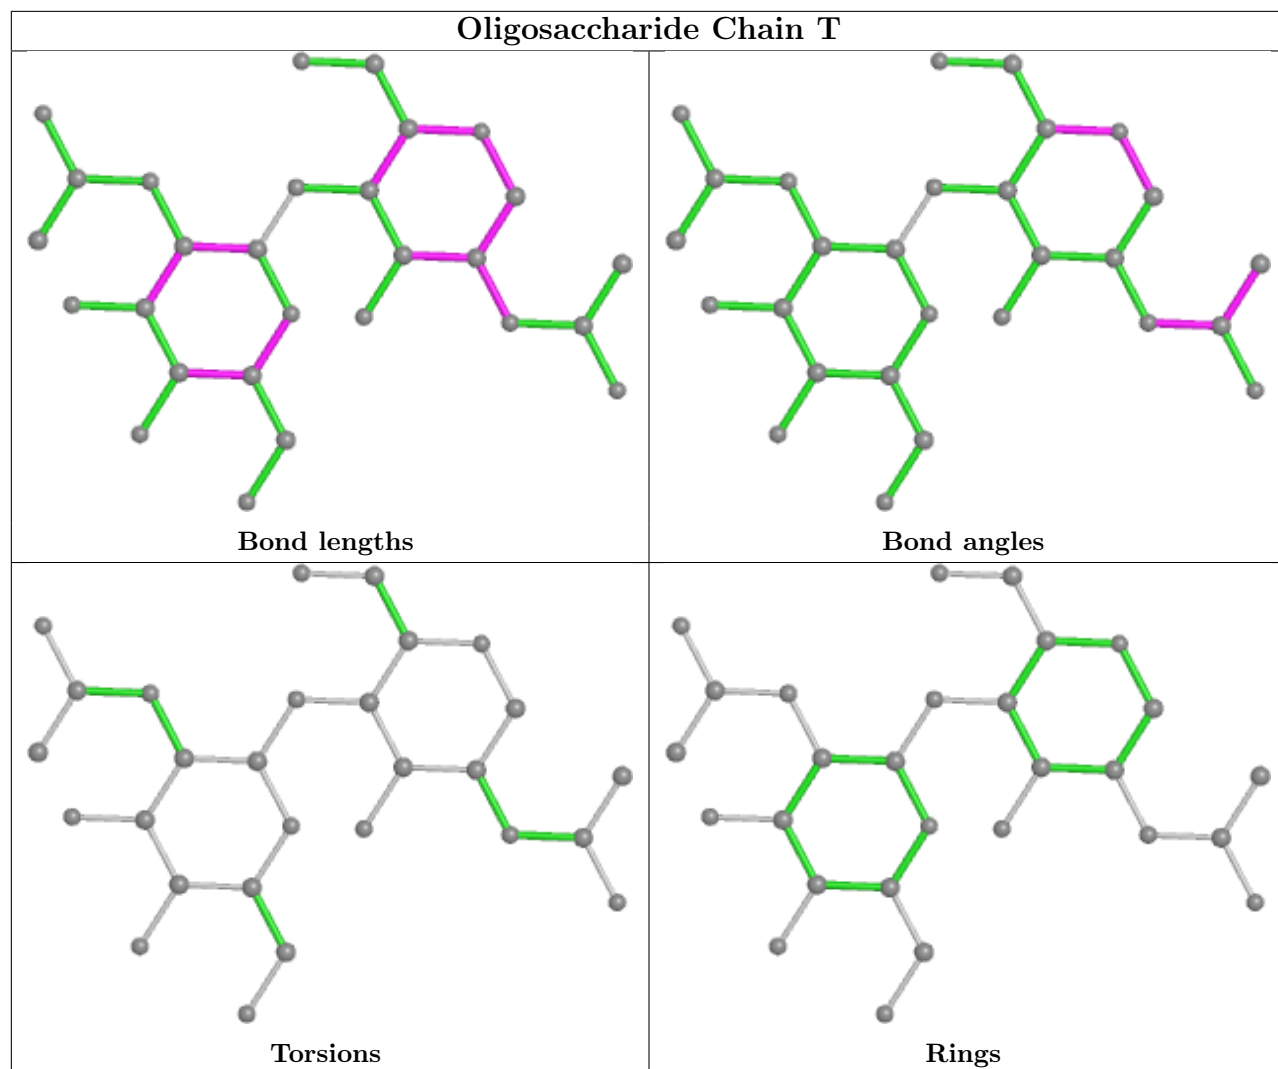 Oligosaccharide Chain T
Bond lengths
Bond angles
Torsions
Rings